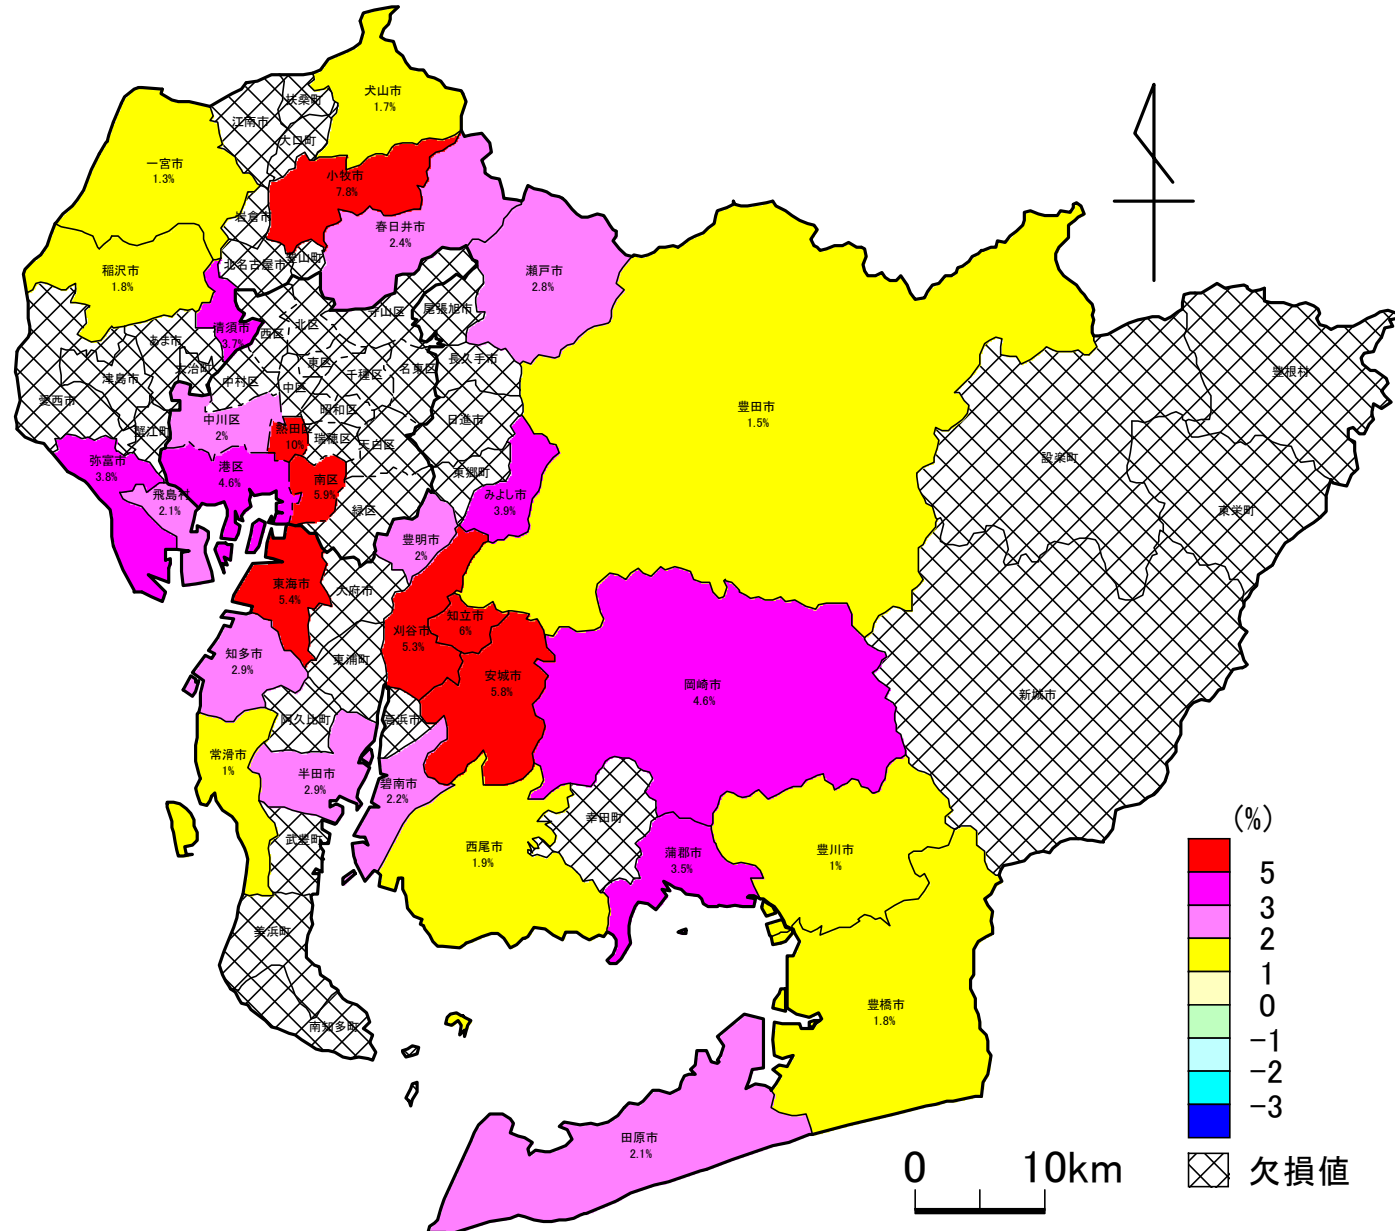 犬山市
1.7%
扶桑町
江南市
大口町
一宮市
1.3%
小牧市
7.8%
岩倉市
春日井市
2.4%
豊山町
北名古屋市
稲沢市
1.8%
瀬戸市
2.8%
清須市
3.7%
守山区
尾張旭市
北区
西区
あま市
東区
長久手市
名東区
千種区
大治町
津島市
中村区
中区
愛西市
昭和区
豊根村
豊田市
1.5%
中川区
2%
熱田区
10%
瑞穂区
天白区
日進市
蟹江町
設楽町
弥富市
3.8%
港区
4.6%
南区
5.9%
東郷町
みよし市
3.9%
飛島村
2.1%
緑区
東栄町
豊明市
2%
東海市
5.4%
大府市
知立市
6%
刈谷市
5.3%
知多市
2.9%
東浦町
安城市
5.8%
岡崎市
4.6%
新城市
阿久比町
高浜市
常滑市
1%
半田市
2.9%
碧南市
2.2%
武豊町
幸田町
西尾市
1.9%
蒲郡市
3.5%
豊川市
1%
美浜町
豊橋市
1.8%
南知多町
田原市
2.1%
(%)
5
3
2
1
0
-1
-2
-3
欠損値
0 10km